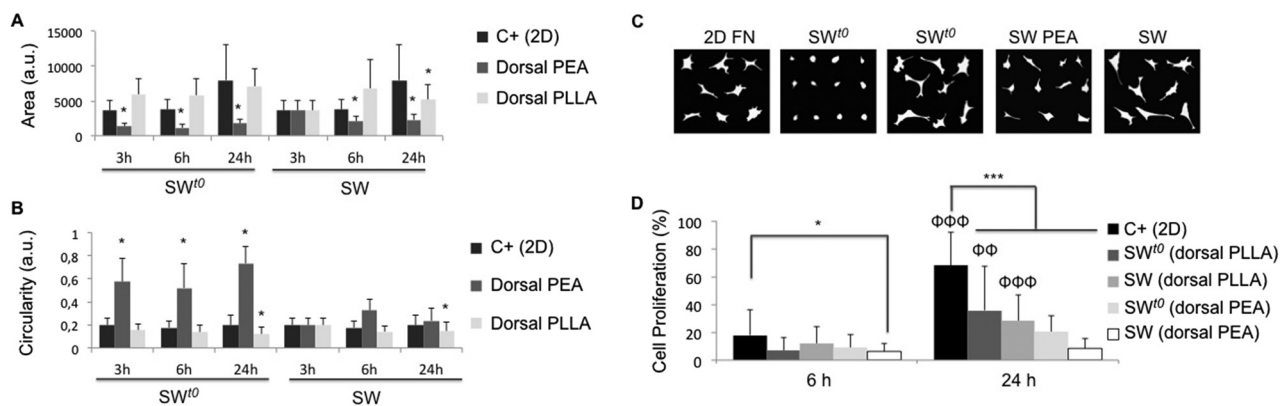 A
Area (a.u.)
15000
10000
5000
0
* * * * * *
*
3h 6h 24h 3h 6h 24h
SWt0 SW
C+ (2D)
Dorsal PEA
Dorsal PLLA
B
Circularity (a.u.)
1
0,8
0,6
0,4
0,2
0
* * * * *
3h 6h 24h 3h 6h 24h
SWt0 SW
C+ (2D)
Dorsal PEA
Dorsal PLLA
C
2D FN SWt0 SWt0 SW PEA SW
D
Cell Proliferation (%)
100
80
60
40
20
0
*
***
ΦΦΦ
ΦΦ
ΦΦΦ
6 h 24 h
C+ (2D)
SWt0 (dorsal PLLA)
SW (dorsal PLLA)
SWt0 (dorsal PEA)
SW (dorsal PEA)